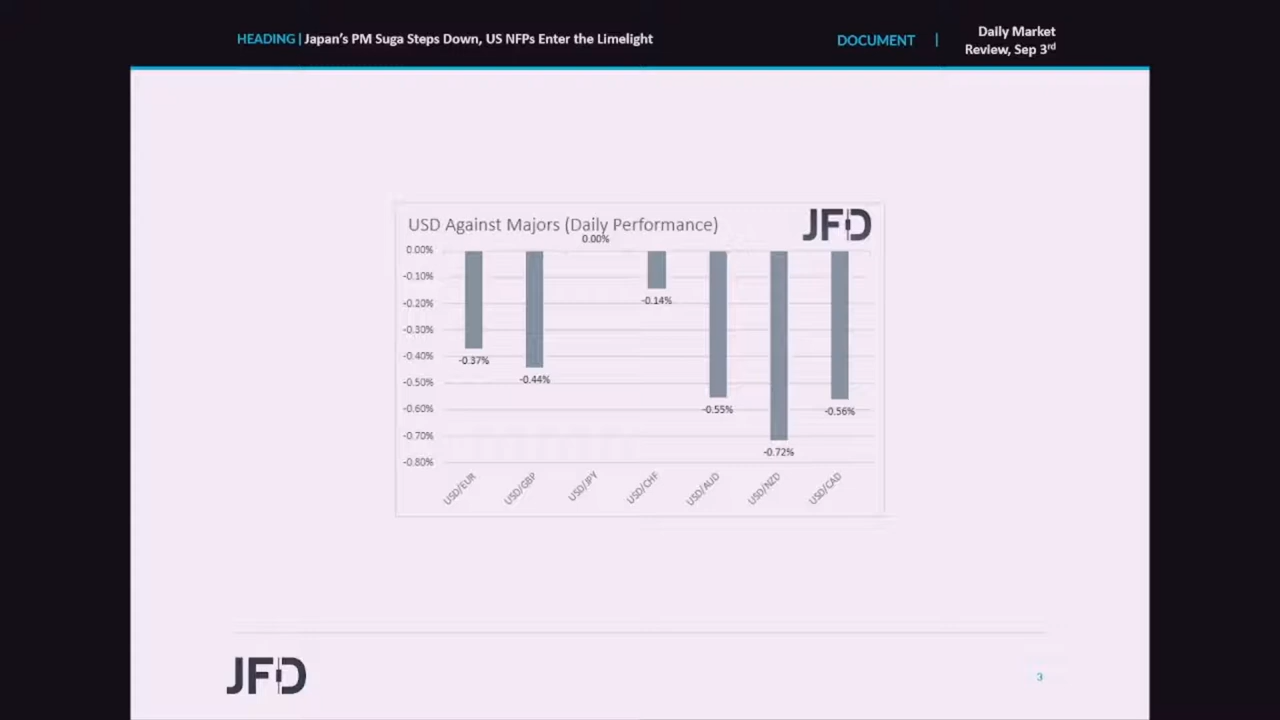 HEADING | Japan's PM Suga Steps Down, US NFPs Enter the Limelight
DOCUMENT |
Daily Market
Review, Sep 3rd
USD Against Majors (Daily Performance)
JFD
0.00%
0.00%
-0.10%
-0.20%
-0.30%
-0.40%
-0.50%
-0.60%
-0.70%
-0.80%
-0.37%
-0.44%
-0.14%
-0.55%
-0.72%
-0.56%
USD/EUR
USD/GBP
USD/JPY
USD/CHF
USD/AUD
USD/NZD
USD/CAD
JFD
3